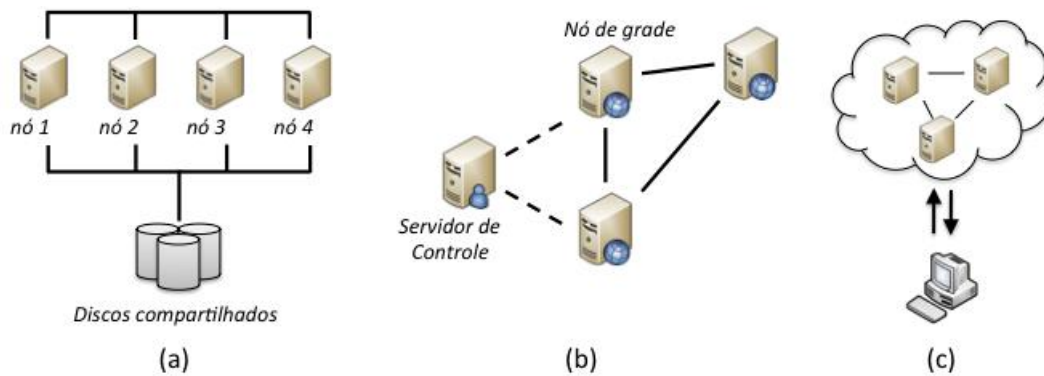 Nó de grade
nó 1
nó 2
nó 3
nó 4
Servidor de
Controle
Discos compartilhados
(a)
(b)
(c)